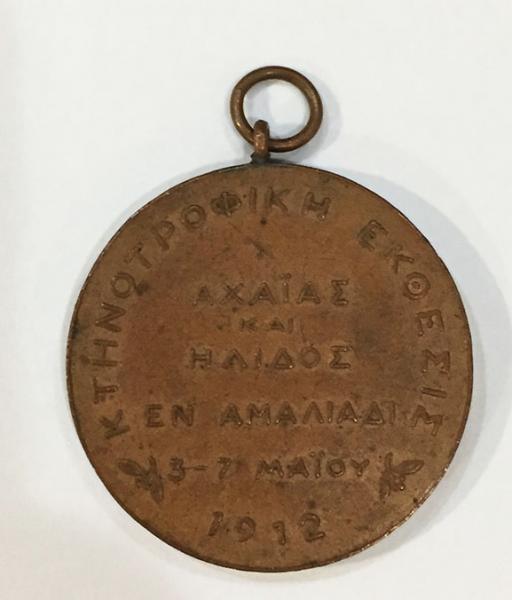 ΚΤΗΝΟΤΡΟΦΙΚΗ ΕΚΘΕΣΙΣ
ΑΧΑΪΑΣ
ΚΑΙ
ΗΛΙΔΟΣ
ΕΝ ΑΜΑΛΙΑΔΙ
3-7 ΜΑΪΟΥ
1912